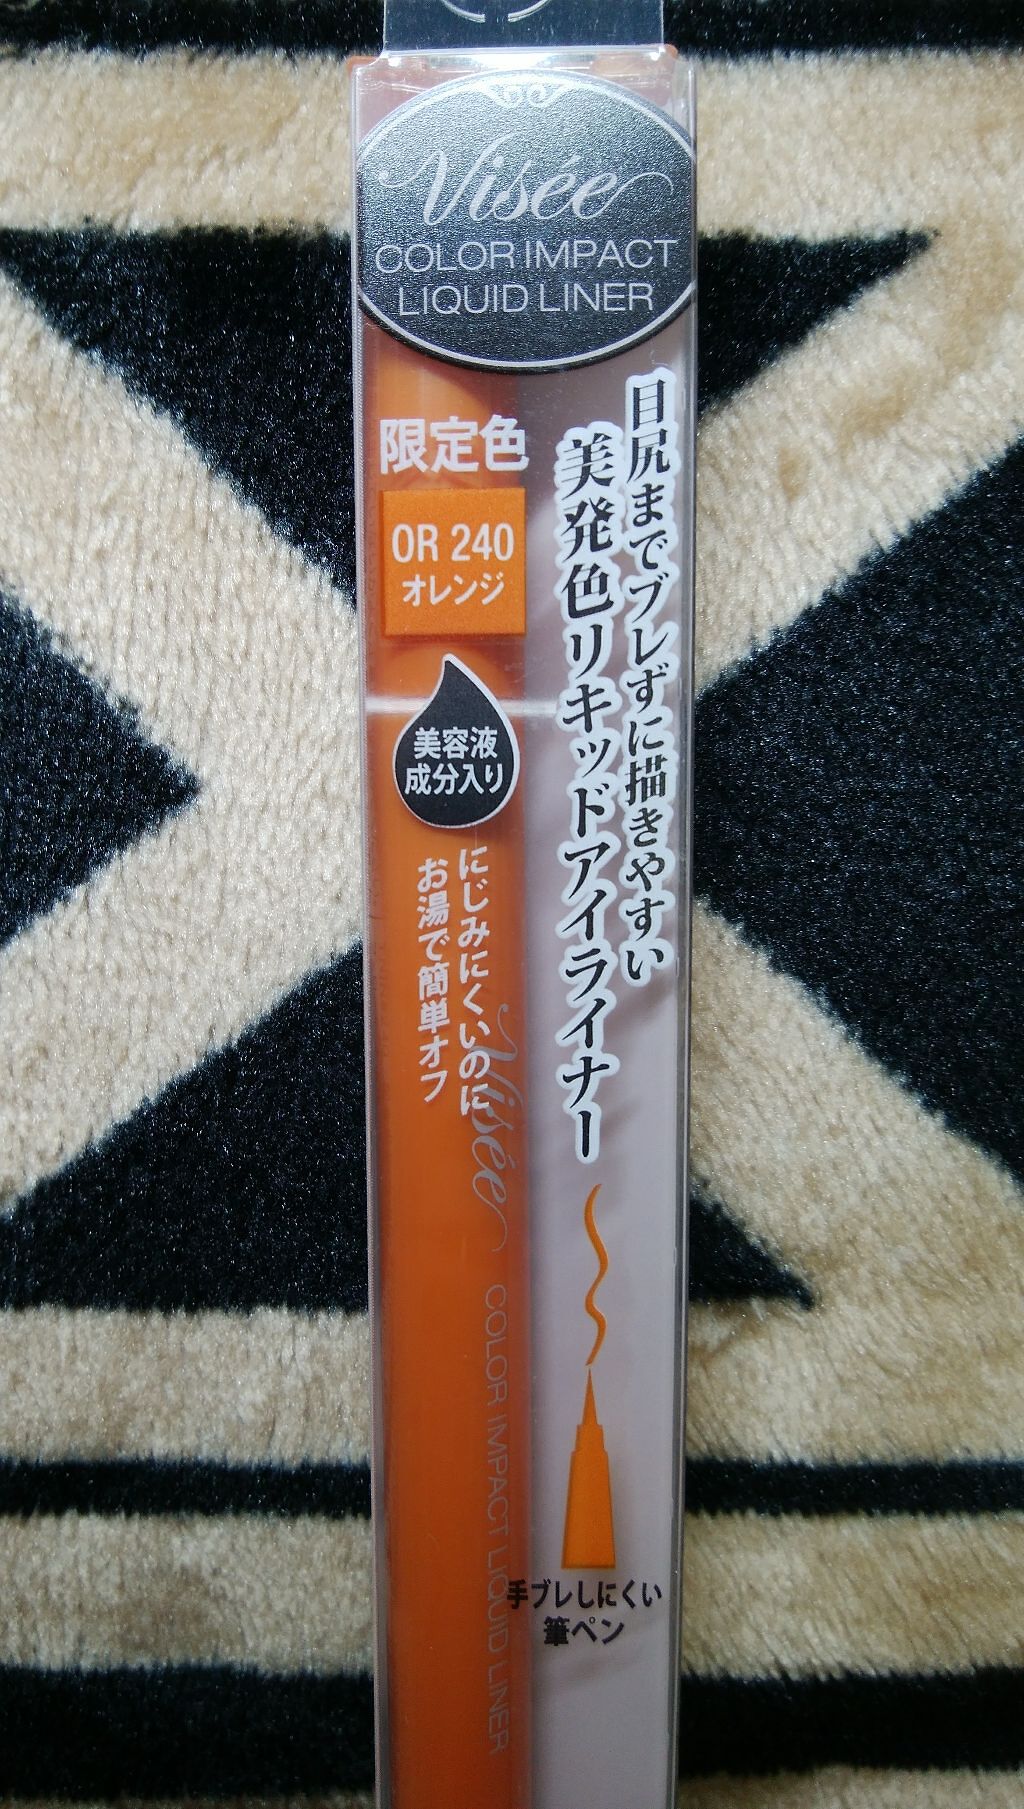 Visée
COLOR IMPACT
LIQUID LINER
限定色
OR 240
オレンジ
目尻までブレずに描きやすい
美発色リキッドアイライナー
美容液
成分入り
にじみにくいのに
お湯で簡単オフ
Visée
COLOR IMPACT LIQUID LINER
手ブレしにくい
筆ペン